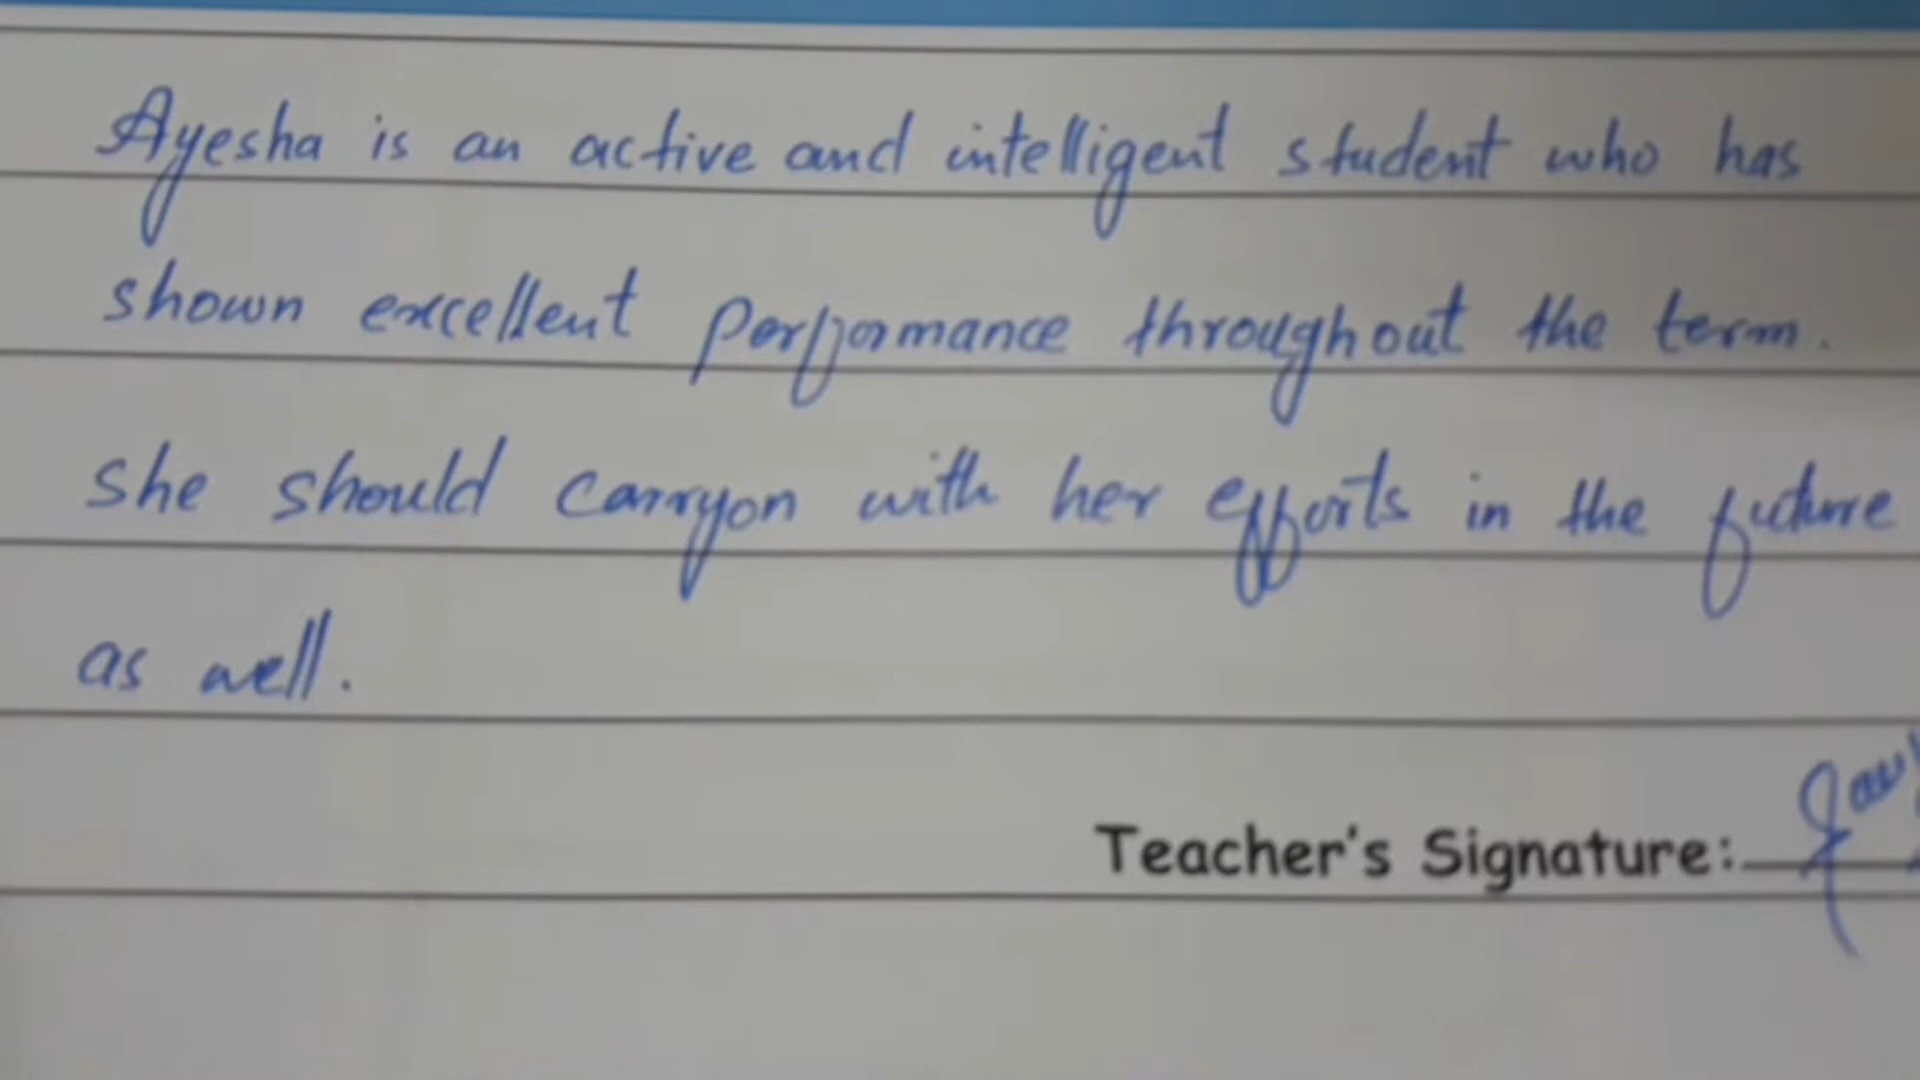 Ayesha is an active and intelligent student who has
shown excellent performance throughout the term.
She should carryon with her efforts in the future
as well.
Teacher's Signature: